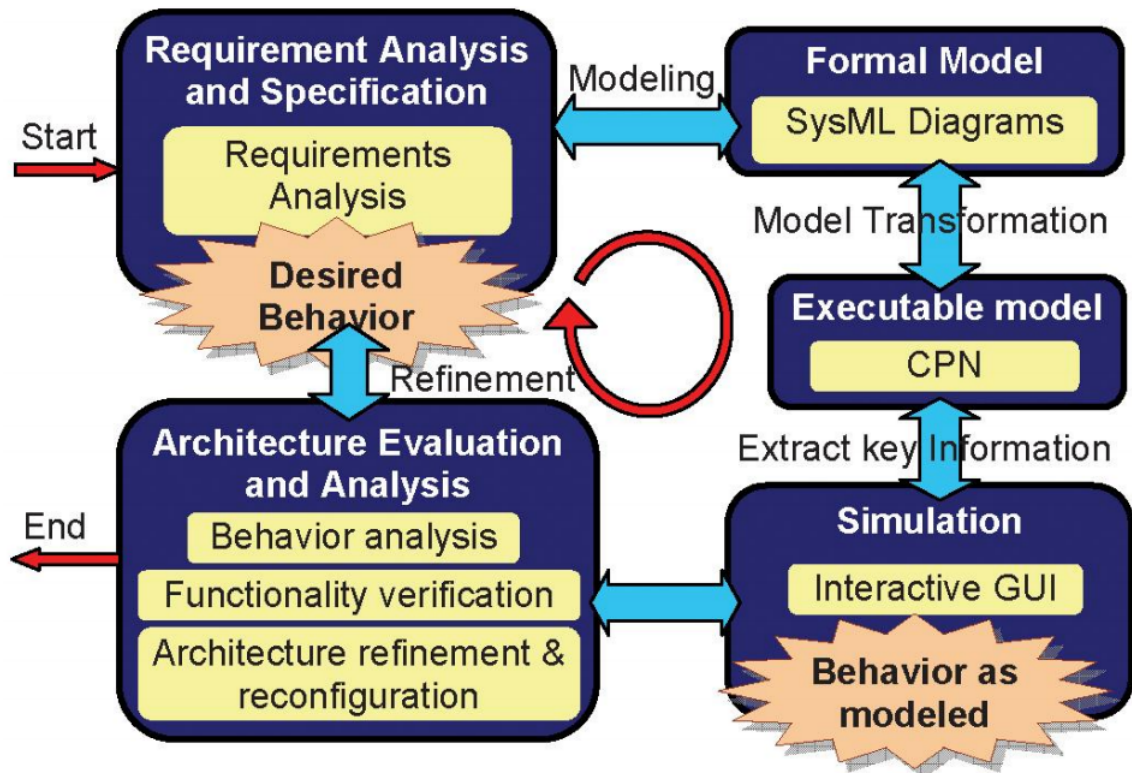 Requirement Analysis
and Specification
Requirements
Analysis
Desired
Behavior
Start
Modeling
Formal Model
SysML Diagrams
Model Transformation
Executable model
CPN
Extract key Information
Simulation
Interactive GUI
Behavior as
modeled
Refinement
Architecture Evaluation
and Analysis
Behavior analysis
Functionality verification
Architecture refinement &
reconfiguration
End